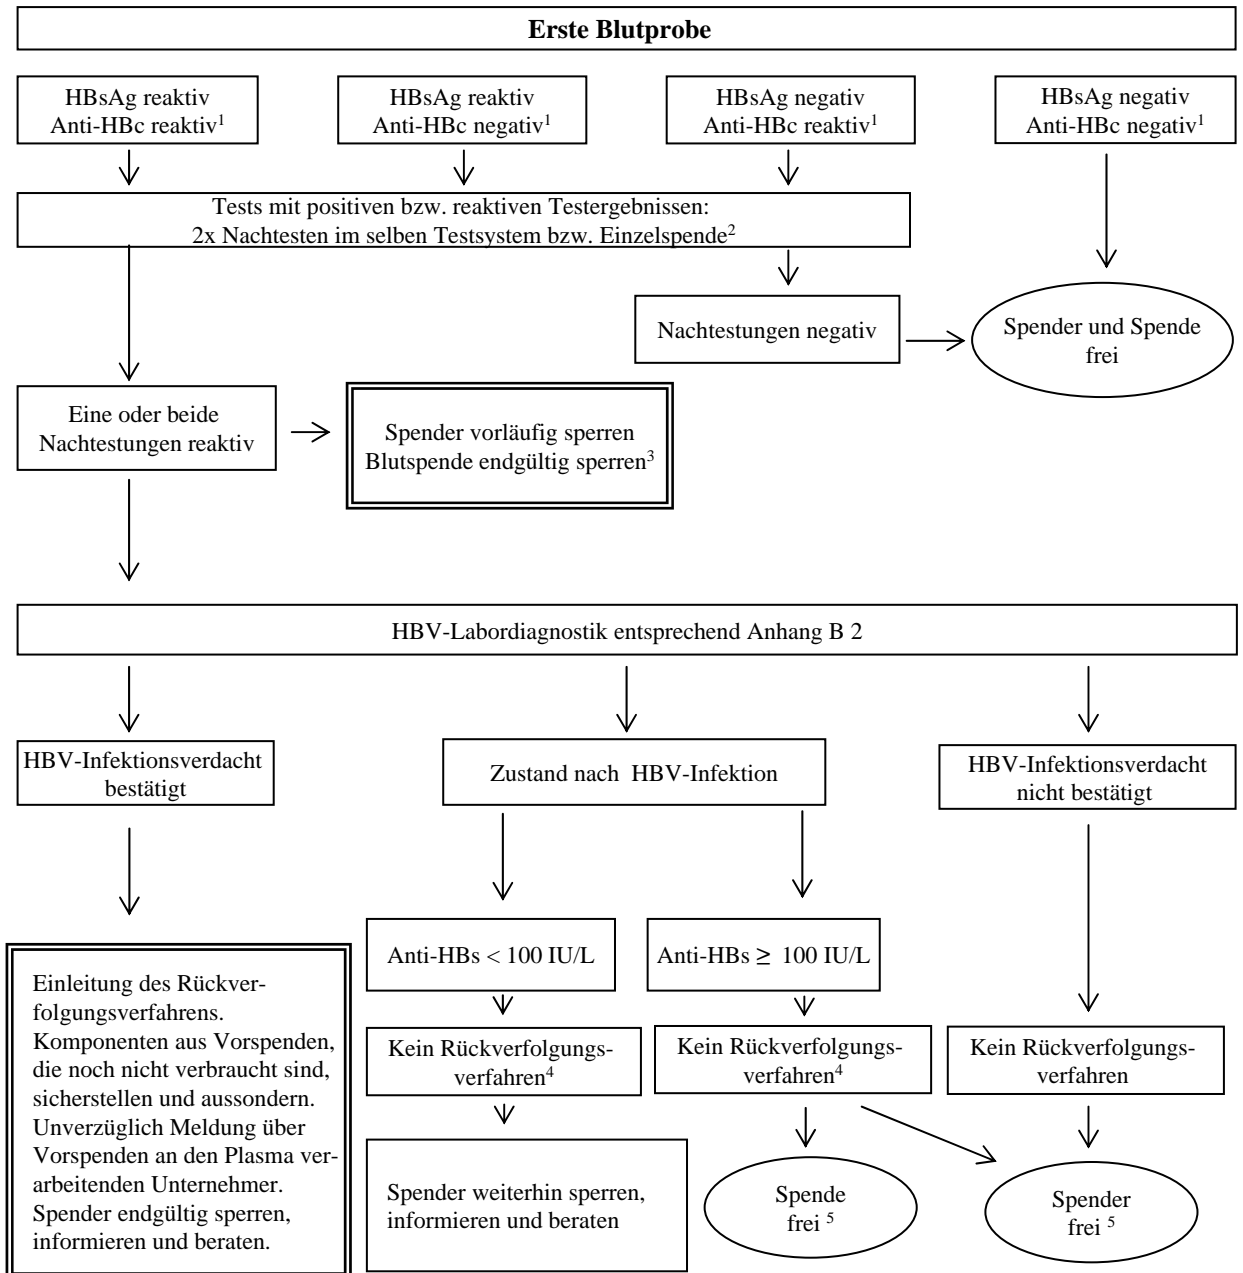 Erste Blutprobe
HBsAg reaktiv
Anti-HBc reaktiv¹
HBsAg reaktiv
Anti-HBc negativ¹
HBsAg negativ
Anti-HBc reaktiv¹
HBsAg negativ
Anti-HBc negativ¹
Tests mit positiven bzw. reaktiven Testergebnissen:
2x Nachtesten im selben Testsystem bzw. Einzelspende²
Nachtestungen negativ
Spender und Spende
frei
Eine oder beide
Nachtestungen reaktiv
Spender vorläufig sperren
Blutspende endgültig sperren³
HBV-Labordiagnostik entsprechend Anhang B 2
HBV-Infektionsverdacht
bestätigt
Zustand nach HBV-Infektion
HBV-Infektionsverdacht
nicht bestätigt
Anti-HBs < 100 IU/L
Anti-HBs ≥ 100 IU/L
Einleitung des Rückver-
folgungsverfahrens.
Komponenten aus Vorspenden,
die noch nicht verbraucht sind,
sicherstellen und aussondern.
Unverzüglich Meldung über
Vorspenden an den Plasma ver-
arbeitenden Unternehmer.
Spender endgültig sperren,
informieren und beraten.
Kein Rückverfolgungs-
verfahren⁴
Kein Rückverfolgungs-
verfahren⁴
Kein Rückverfolgungs-
verfahren
Spender weiterhin sperren,
informieren und beraten
Spende
frei ⁵
Spender
frei ⁵